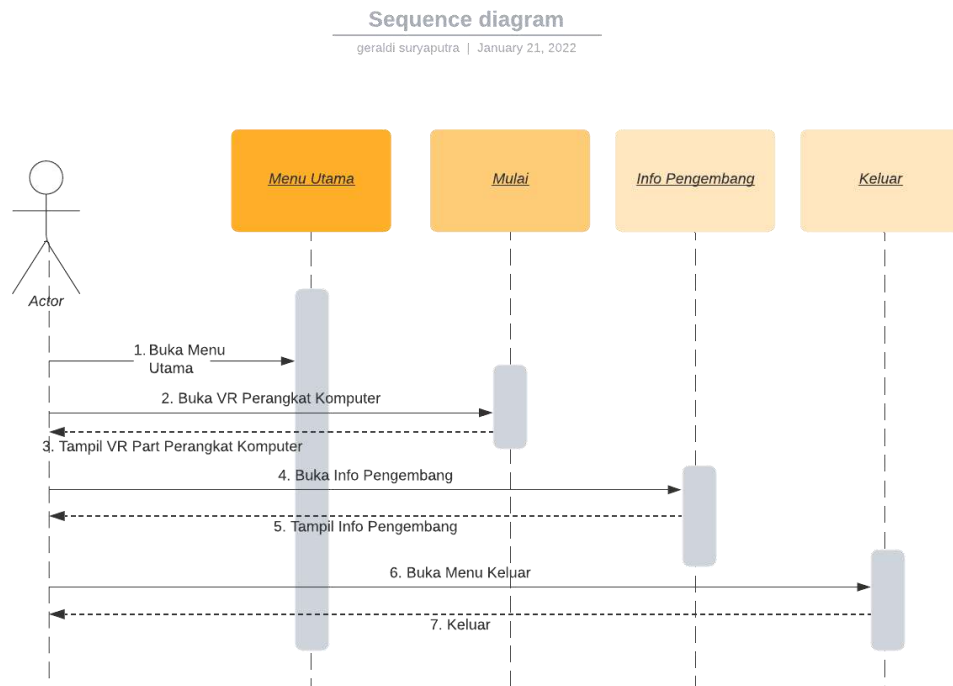 Sequence diagram
geraldi suryaputra | January 21, 2022
Menu Utama
Mulai
Info Pengembang
Keluar
Actor
1. Buka Menu
Utama
2. Buka VR Perangkat Komputer
3. Tampil VR Part Perangkat Komputer
4. Buka Info Pengembang
5. Tampil Info Pengembang
6. Buka Menu Keluar
7. Keluar